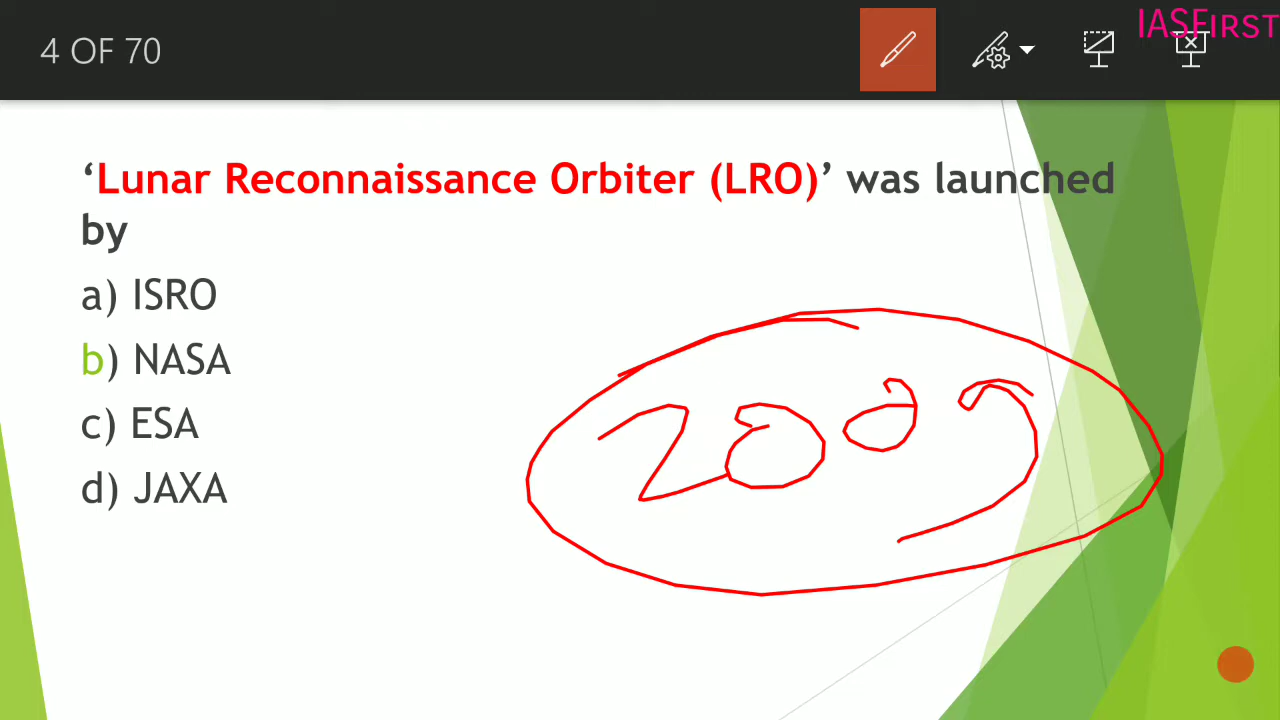 4 OF 70
IASFIRST
‘Lunar Reconnaissance Orbiter (LRO)’ was launched
by
a) ISRO
b) NASA
c) ESA
d) JAXA
2009